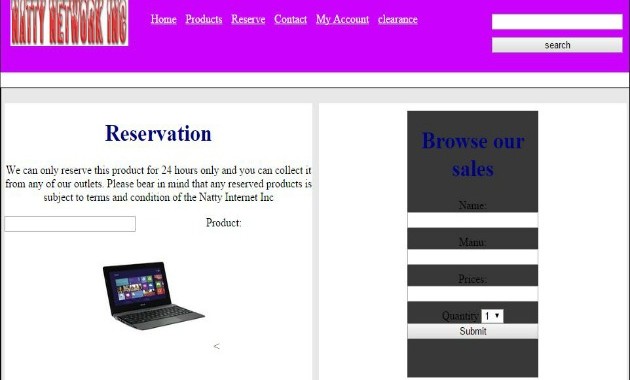 NATTY NETWORK ING
Home Products Reserve Contact My Account clearance
search
Reservation
We can only reserve this product for 24 hours only and you can collect it
from any of our outlets. Please bear in mind that any reserved products is
subject to terms and condition of the Natty Internet Inc
Product:
<
Browse our
sales
Name:
Manu:
Prices:
Quantity 1
Submit